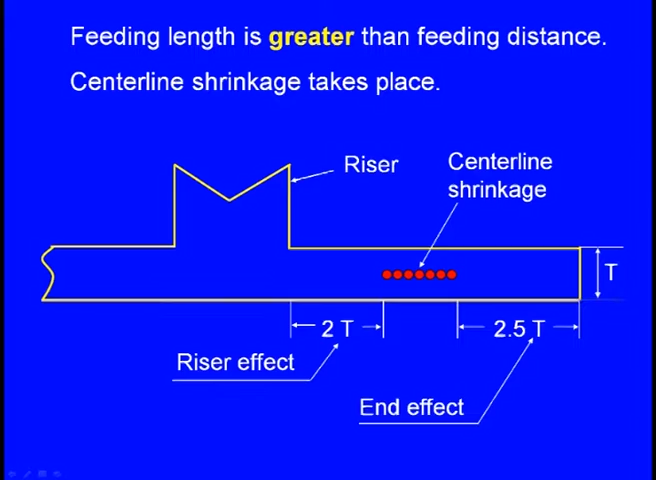 Feeding length is greater than feeding distance.
Centerline shrinkage takes place.
Riser
Centerline
shrinkage
T
2 T
2.5 T
Riser effect
End effect